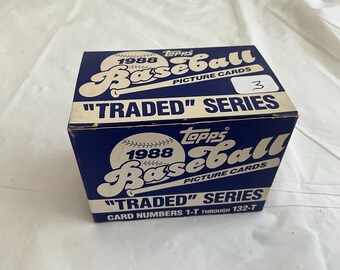 Topps
1988
Baseball
PICTURE CARDS
3
"TRADED" SERIES
Topps
1988
Baseball
PICTURE CARDS
"TRADED" SERIES
CARD NUMBERS 1-T THROUGH 132-T